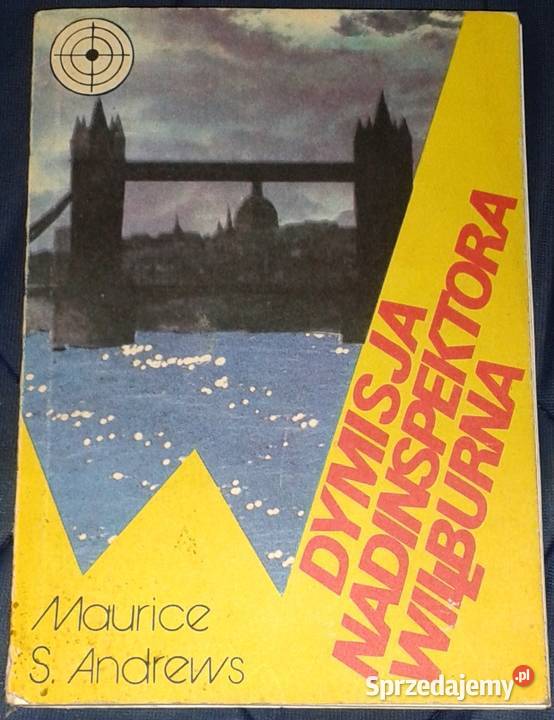 DYMISJA
NADINSPEKTORA
WILBURNA
Maurice
S. Andrews
Sprzedajemy.pl